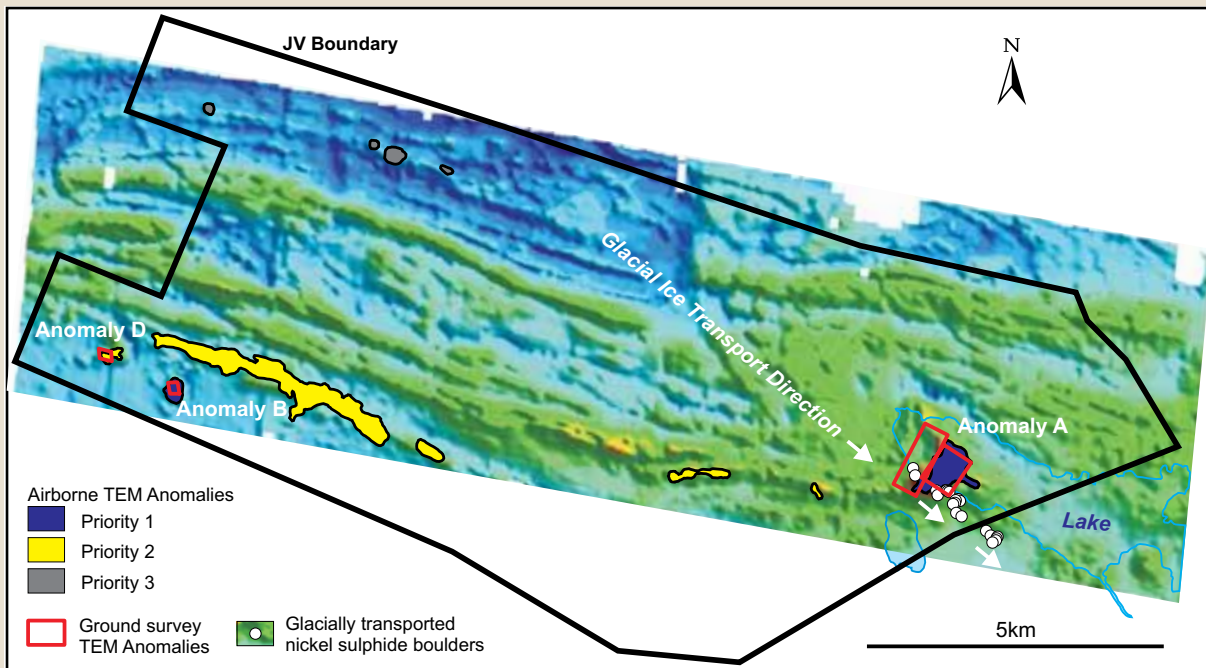 JV Boundary
N
Glacial Ice Transport Direction
Anomaly D
Anomaly B
Anomaly A
Lake
Airborne TEM Anomalies
Priority 1
Priority 2
Priority 3
Ground survey
TEM Anomalies
Glacially transported
nickel sulphide boulders
5km